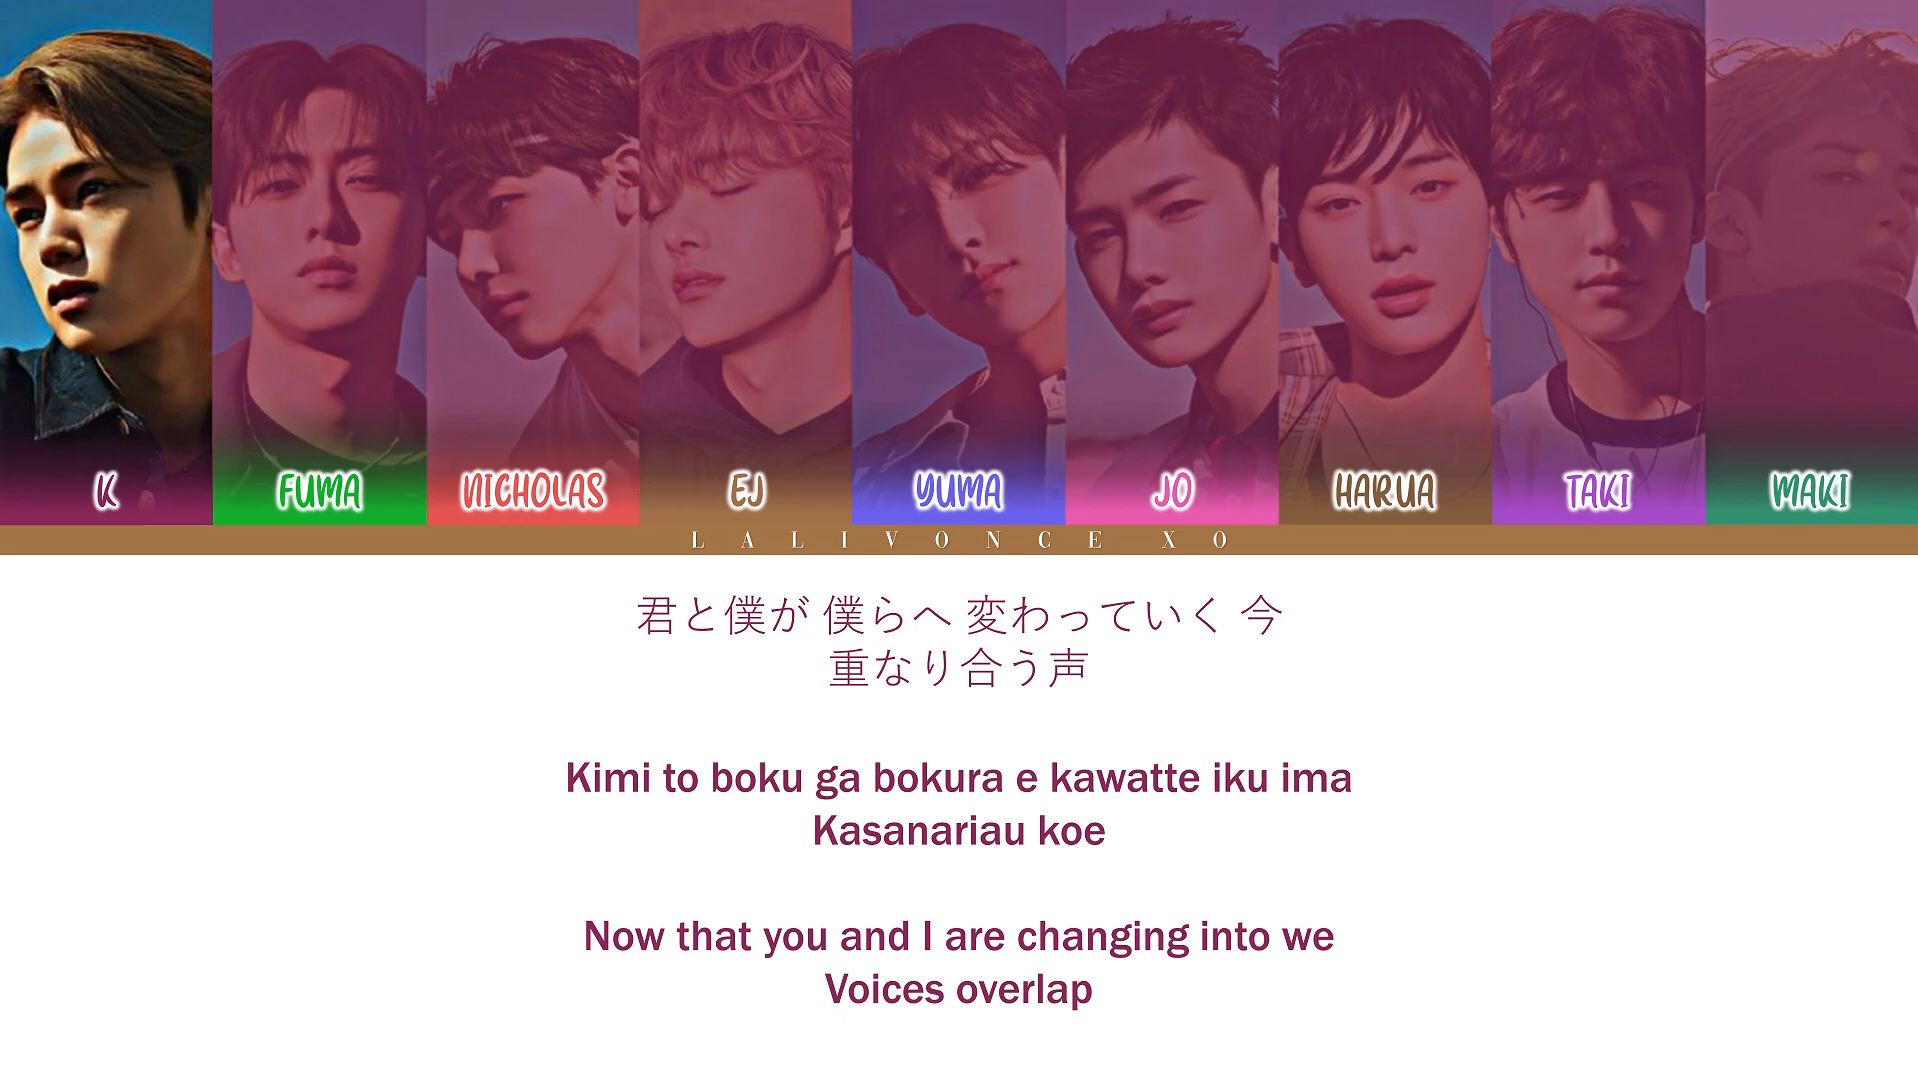 K
FUMA
NICHOLAS
EJ
YUMA
JO
HARUA
TAKI
MAKI
LALIVONCE XO
君と僕が 僕らへ 変わっていく 今
重なり合う声
Kimi to boku ga bokura e kawatte iku ima
Kasanariau koe
Now that you and I are changing into we
Voices overlap